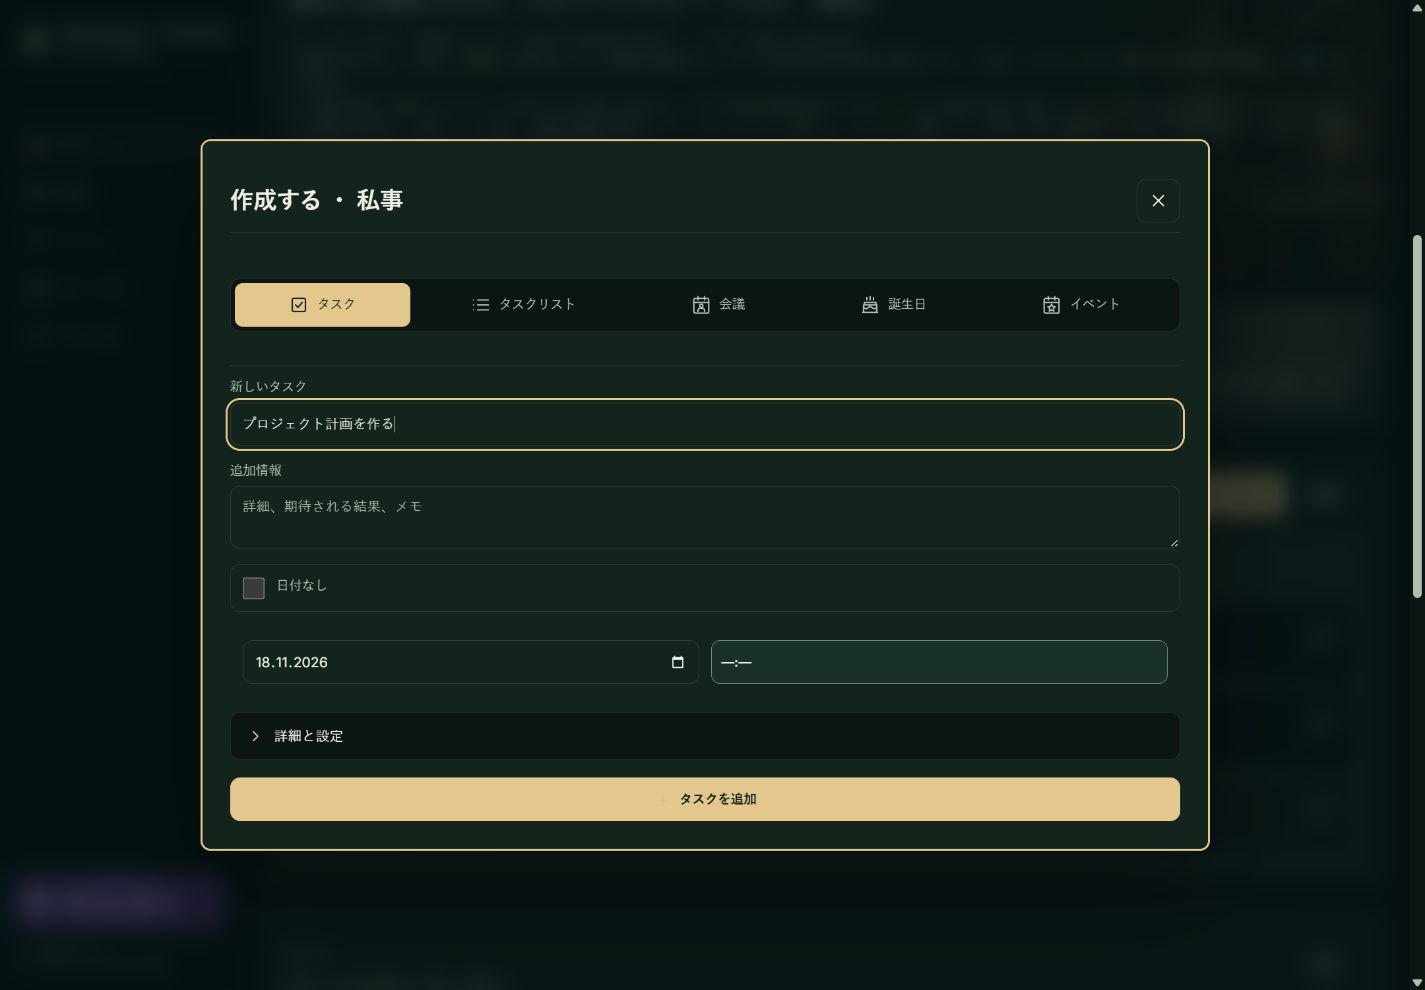 作成する ・ 私事
タスク
タスクリスト
会議
誕生日
イベント
新しいタスク
プロジェクト計画を作る
追加情報
詳細、期待される結果、メモ
日付なし
18.11.2026
—:—
詳細と設定
タスクを追加